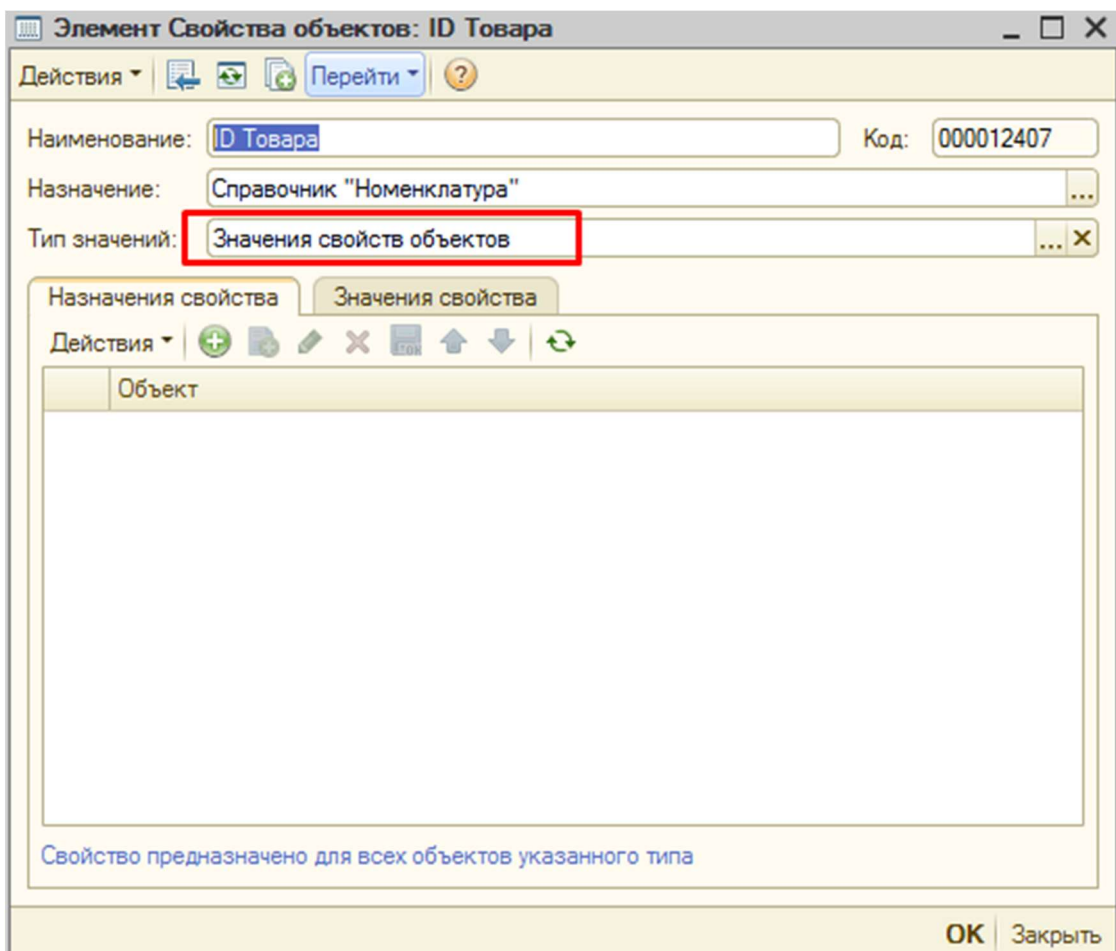 Элемент Свойства объектов: ID Товара
Действия Перейти
Наименование: ID Товара Код: 000012407
Назначение: Справочник "Номенклатура" ...
Тип значений: Значения свойств объектов ...
Назначения свойства Значения свойства
Действия
Объект
Свойство предназначено для всех объектов указанного типа
OK Закрыть